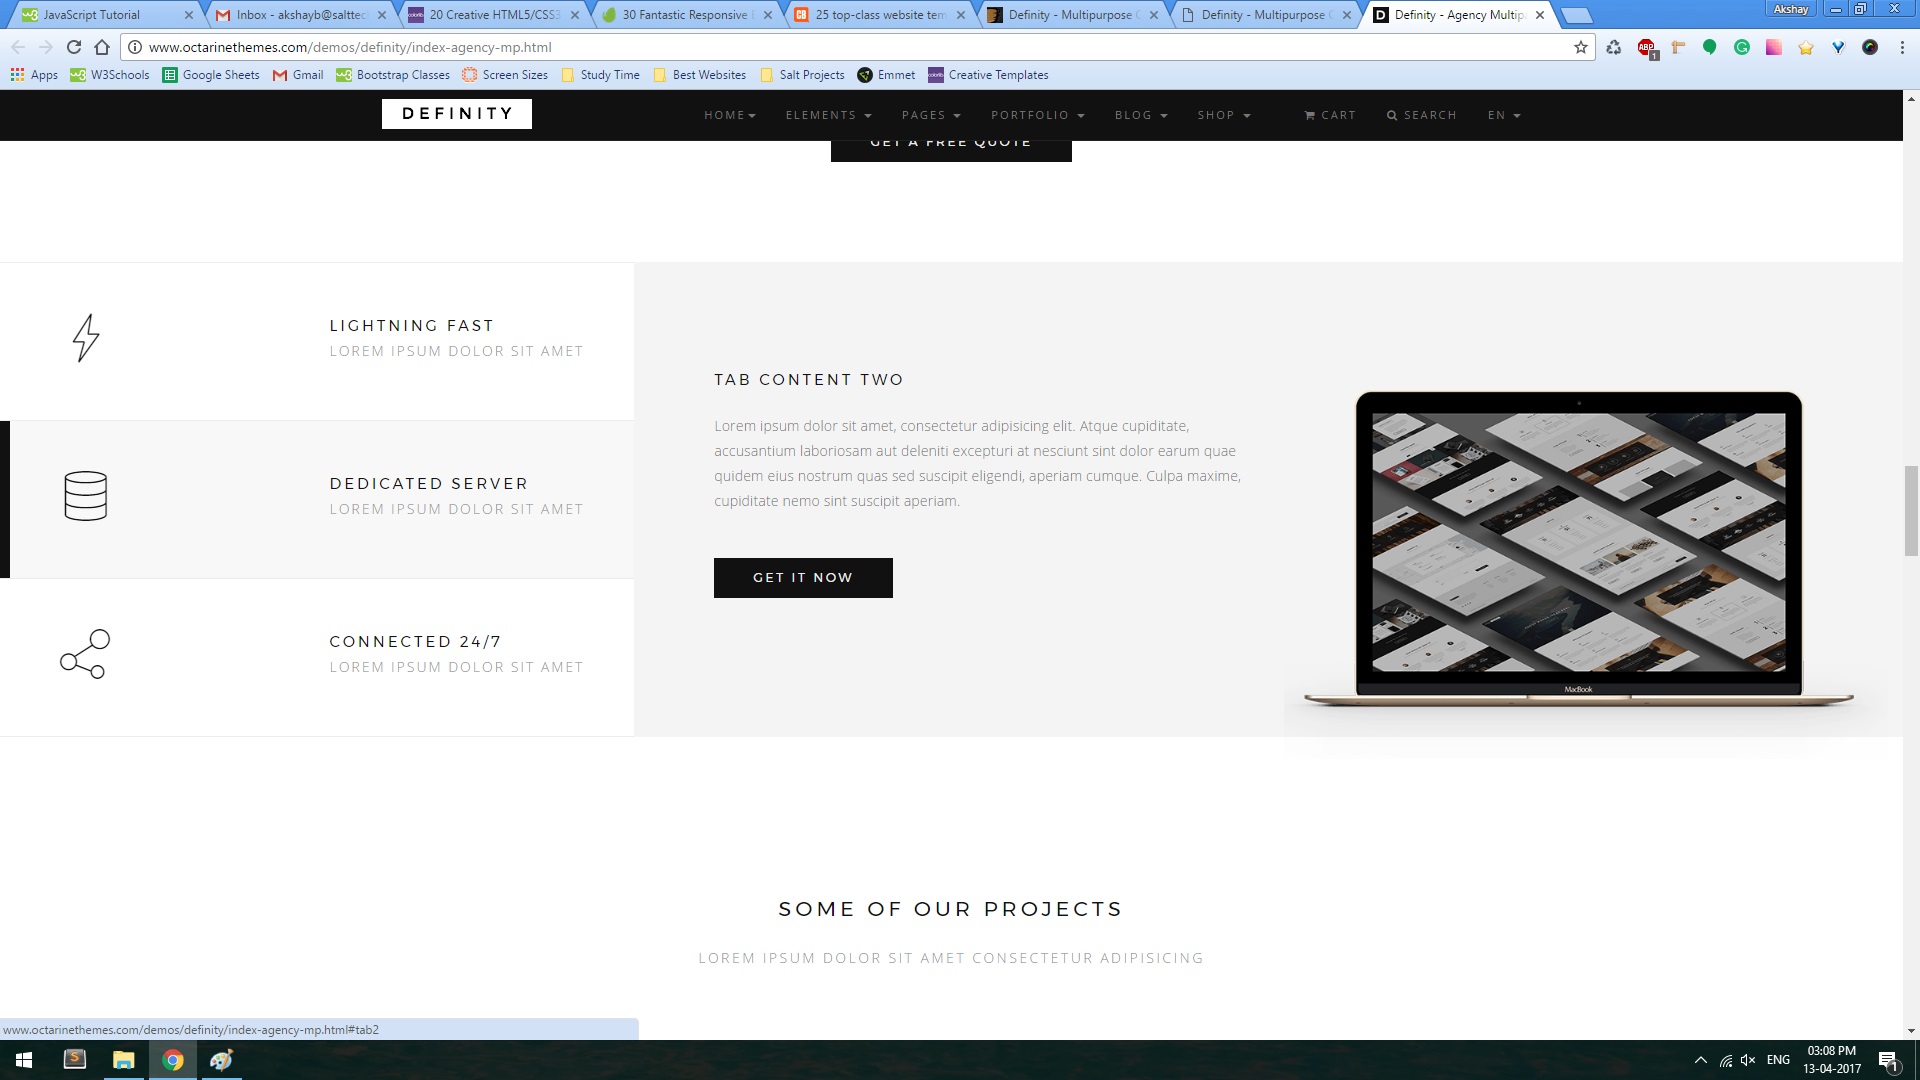 JavaScript Tutorial
Inbox - akshayb@salttec
20 Creative HTML5/CSS3
30 Fantastic Responsive
25 top-class website tem
Definity - Multipurpose
Definity - Multipurpose
Definity - Agency Multip
Akshay
www.octarinethemes.com/demos/definity/index-agency-mp.html
ABP
1
Apps
W3Schools
Google Sheets
Gmail
Bootstrap Classes
Screen Sizes
Study Time
Best Websites
Salt Projects
Emmet
Creative Templates
DEFINITY
HOME
ELEMENTS
PAGES
PORTFOLIO
BLOG
SHOP
CART
SEARCH
EN
GET A FREE QUOTE
LIGHTNING FAST
LOREM IPSUM DOLOR SIT AMET
DEDICATED SERVER
LOREM IPSUM DOLOR SIT AMET
CONNECTED 24/7
LOREM IPSUM DOLOR SIT AMET
TAB CONTENT TWO
Lorem ipsum dolor sit amet, consectetur adipisicing elit. Atque cupiditate,
accusantium laboriosam aut deleniti excepturi at nesciunt sint dolor earum quae
quidem eius nostrum quas sed suscipit eligendi, aperiam cumque. Culpa maxime,
cupiditate nemo sint suscipit aperiam.
GET IT NOW
MacBook
SOME OF OUR PROJECTS
LOREM IPSUM DOLOR SIT AMET CONSECTETUR ADIPISICING
www.octarinethemes.com/demos/definity/index-agency-mp.html#tab2
ENG
03:08 PM
13-04-2017
1